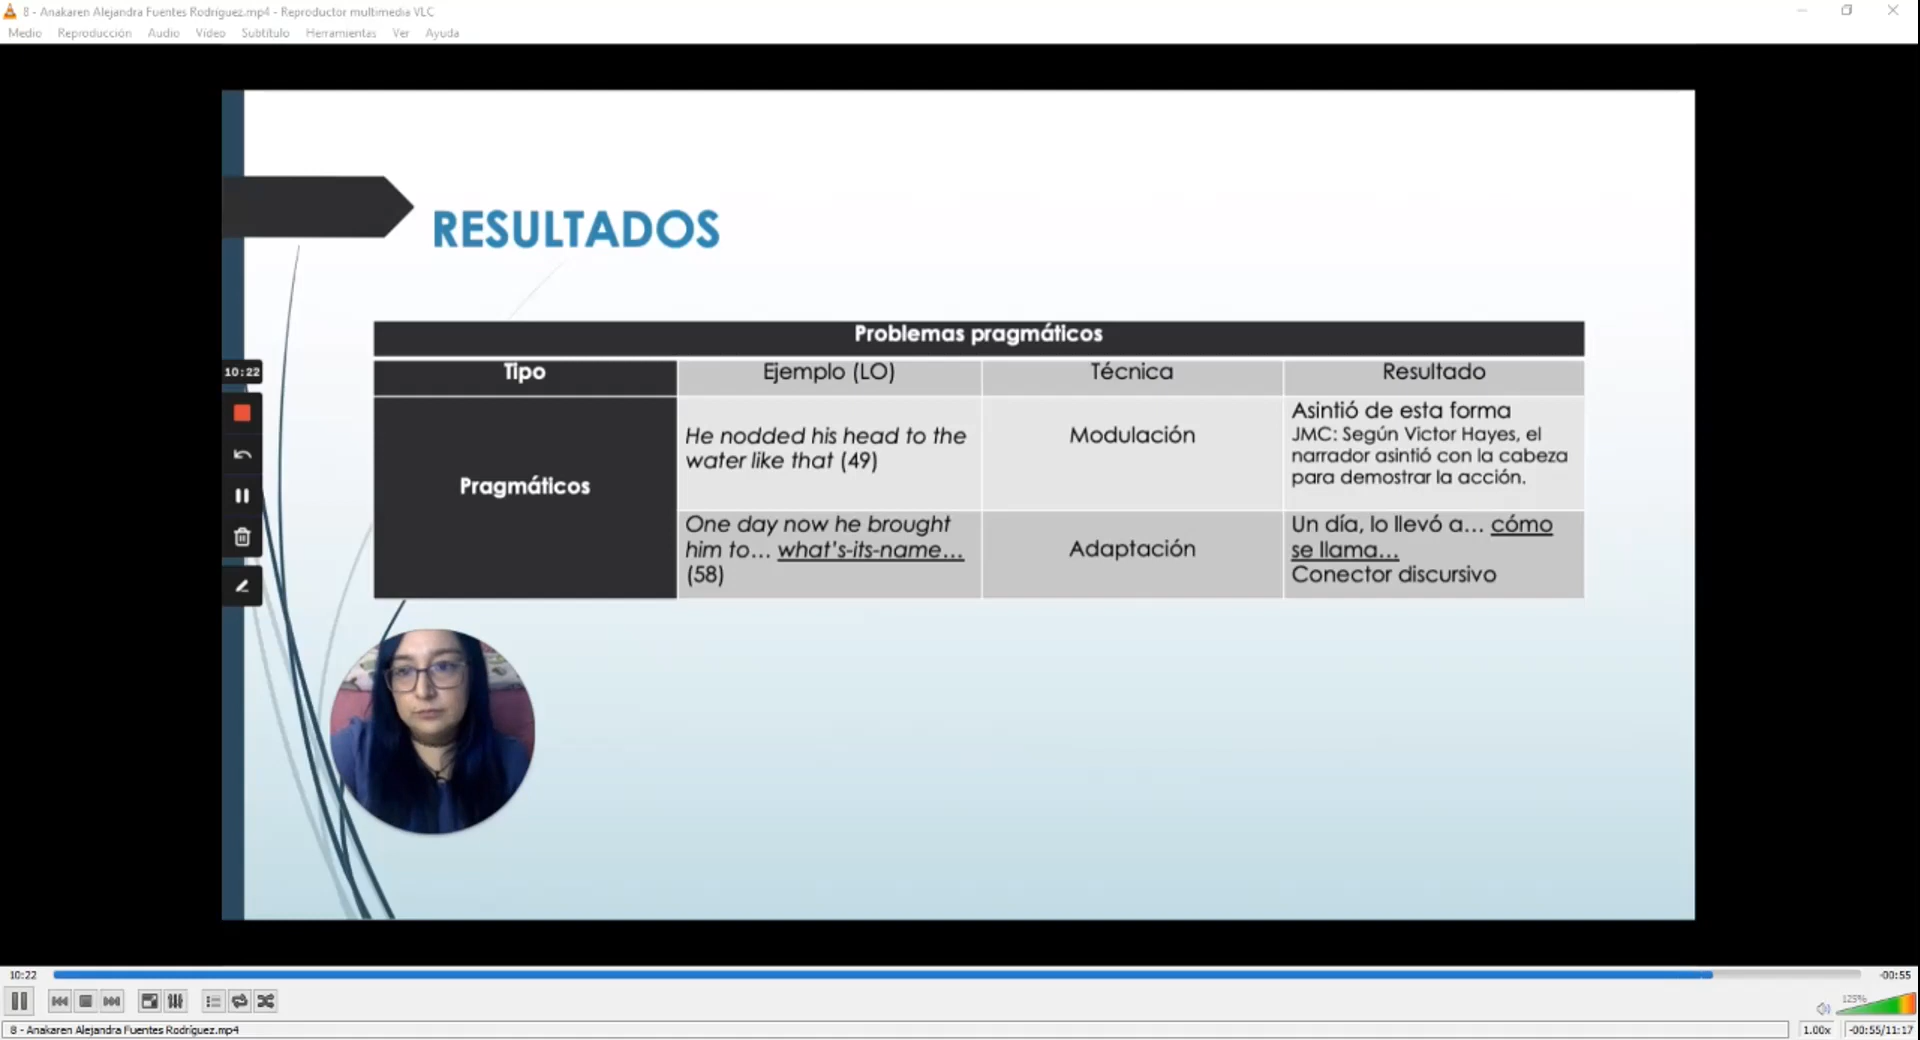 8 - Anakaren Alejandra Fuentes Rodríguez.mp4 - Reproductor multimedia VLC
Medio Reproducción Audio Vídeo Subtítulo Herramientas Ver Ayuda
RESULTADOS
Problemas pragmáticos
Tipo
Ejemplo (LO)
Técnica
Resultado
Pragmáticos
He nodded his head to the
water like that (49)
Modulación
Asintió de esta forma
JMC: Según Victor Hayes, el
narrador asintió con la cabeza
para demostrar la acción.
One day now he brought
him to... what's-its-name...
(58)
Adaptación
Un día, lo llevó a... cómo
se llama...
Conector discursivo
10:22
10:22
-00:55
125%
8 - Anakaren Alejandra Fuentes Rodríguez.mp4
1.00x
-00:55/11:17